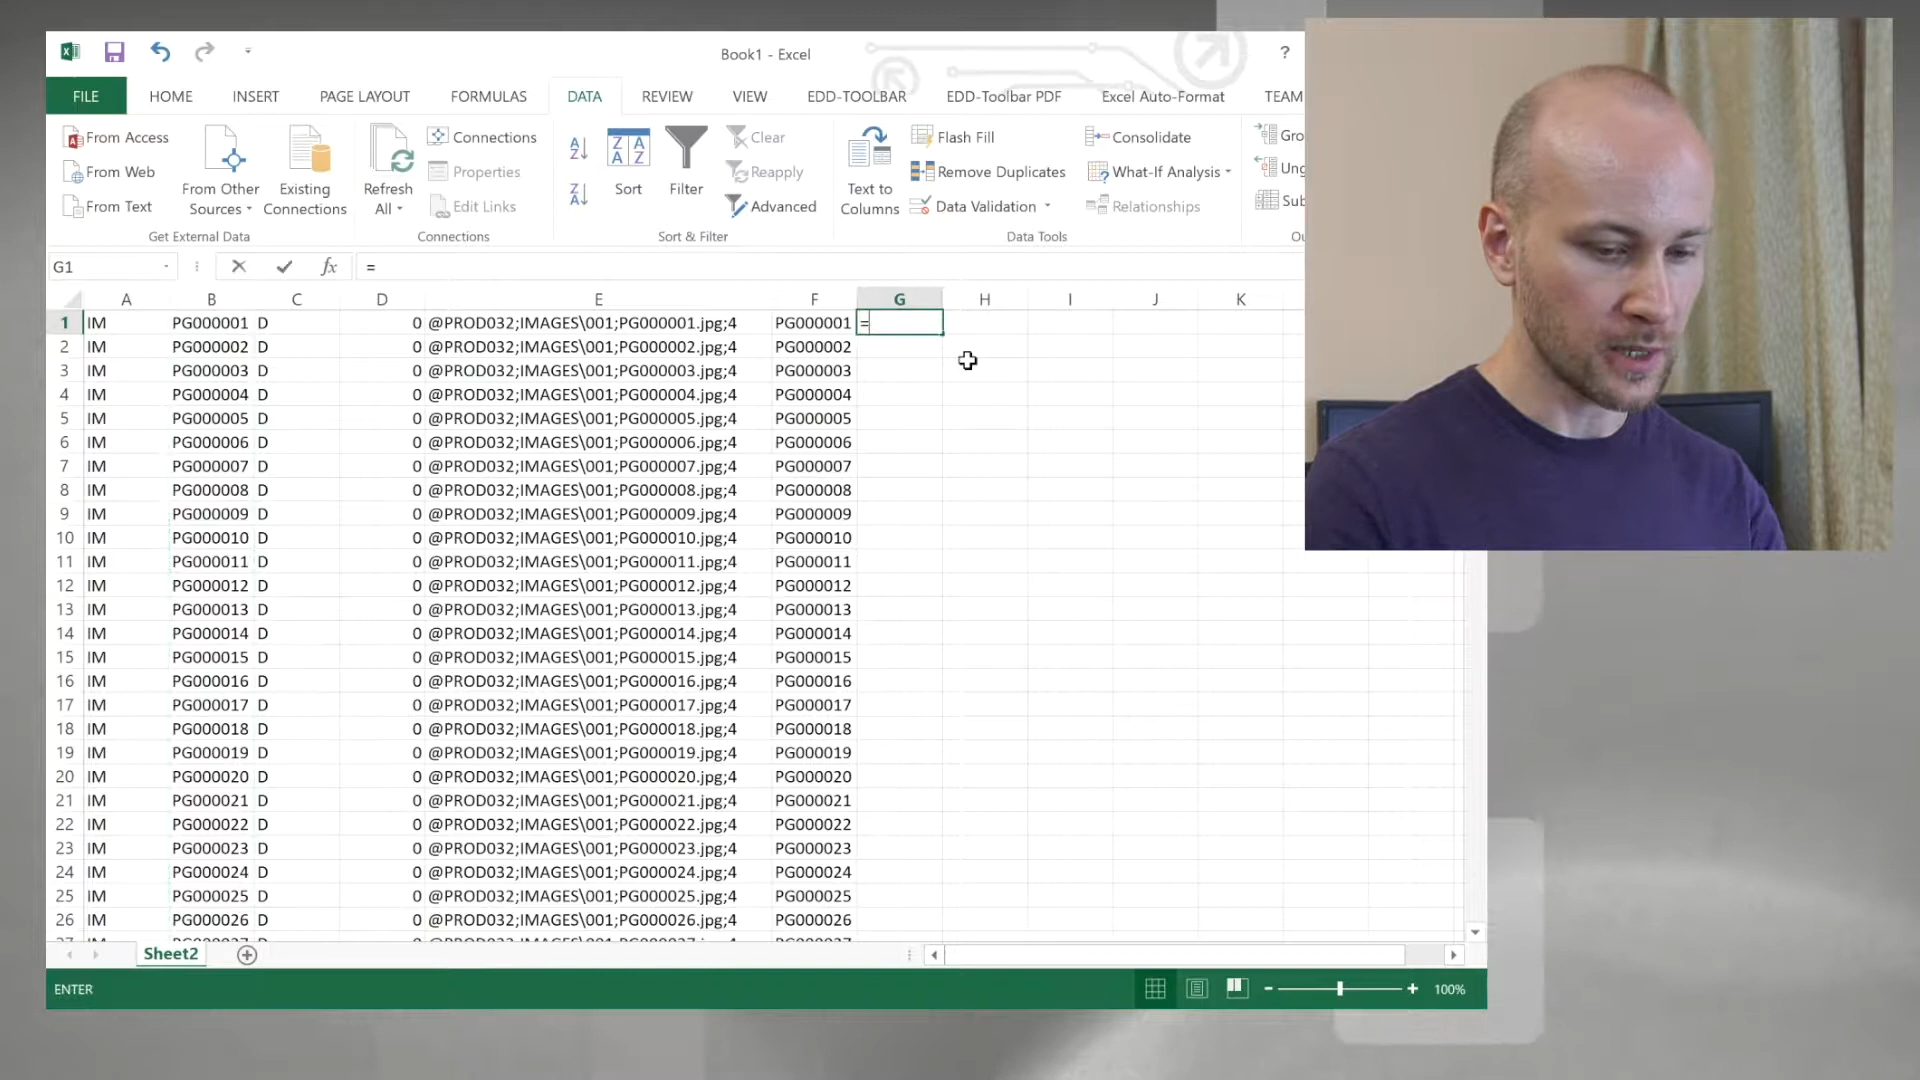 Book1 - Excel
?
FILE HOME INSERT PAGE LAYOUT FORMULAS DATA REVIEW VIEW EDD-TOOLBAR EDD-Toolbar PDF Excel Auto-Format TEAM
From Access
From Web
From Text
From Other Sources
Existing Connections
Get External Data
Refresh All
Connections
Properties
Edit Links
Connections
Sort
Filter
Clear
Reapply
Advanced
Sort & Filter
Text to Columns
Flash Fill
Remove Duplicates
Data Validation
Consolidate
What-If Analysis
Relationships
Data Tools
Gro
Ung
Sub
Ou
G1 fx =
A B C D E F G H I J K
1 IM PG000001 D 0 @PROD032;IMAGES\001;PG000001.jpg;4 PG000001 =
2 IM PG000002 D 0 @PROD032;IMAGES\001;PG000002.jpg;4 PG000002
3 IM PG000003 D 0 @PROD032;IMAGES\001;PG000003.jpg;4 PG000003
4 IM PG000004 D 0 @PROD032;IMAGES\001;PG000004.jpg;4 PG000004
5 IM PG000005 D 0 @PROD032;IMAGES\001;PG000005.jpg;4 PG000005
6 IM PG000006 D 0 @PROD032;IMAGES\001;PG000006.jpg;4 PG000006
7 IM PG000007 D 0 @PROD032;IMAGES\001;PG000007.jpg;4 PG000007
8 IM PG000008 D 0 @PROD032;IMAGES\001;PG000008.jpg;4 PG000008
9 IM PG000009 D 0 @PROD032;IMAGES\001;PG000009.jpg;4 PG000009
10 IM PG000010 D 0 @PROD032;IMAGES\001;PG000010.jpg;4 PG000010
11 IM PG000011 D 0 @PROD032;IMAGES\001;PG000011.jpg;4 PG000011
12 IM PG000012 D 0 @PROD032;IMAGES\001;PG000012.jpg;4 PG000012
13 IM PG000013 D 0 @PROD032;IMAGES\001;PG000013.jpg;4 PG000013
14 IM PG000014 D 0 @PROD032;IMAGES\001;PG000014.jpg;4 PG000014
15 IM PG000015 D 0 @PROD032;IMAGES\001;PG000015.jpg;4 PG000015
16 IM PG000016 D 0 @PROD032;IMAGES\001;PG000016.jpg;4 PG000016
17 IM PG000017 D 0 @PROD032;IMAGES\001;PG000017.jpg;4 PG000017
18 IM PG000018 D 0 @PROD032;IMAGES\001;PG000018.jpg;4 PG000018
19 IM PG000019 D 0 @PROD032;IMAGES\001;PG000019.jpg;4 PG000019
20 IM PG000020 D 0 @PROD032;IMAGES\001;PG000020.jpg;4 PG000020
21 IM PG000021 D 0 @PROD032;IMAGES\001;PG000021.jpg;4 PG000021
22 IM PG000022 D 0 @PROD032;IMAGES\001;PG000022.jpg;4 PG000022
23 IM PG000023 D 0 @PROD032;IMAGES\001;PG000023.jpg;4 PG000023
24 IM PG000024 D 0 @PROD032;IMAGES\001;PG000024.jpg;4 PG000024
25 IM PG000025 D 0 @PROD032;IMAGES\001;PG000025.jpg;4 PG000025
26 IM PG000026 D 0 @PROD032;IMAGES\001;PG000026.jpg;4 PG000026
Sheet2
ENTER 100%